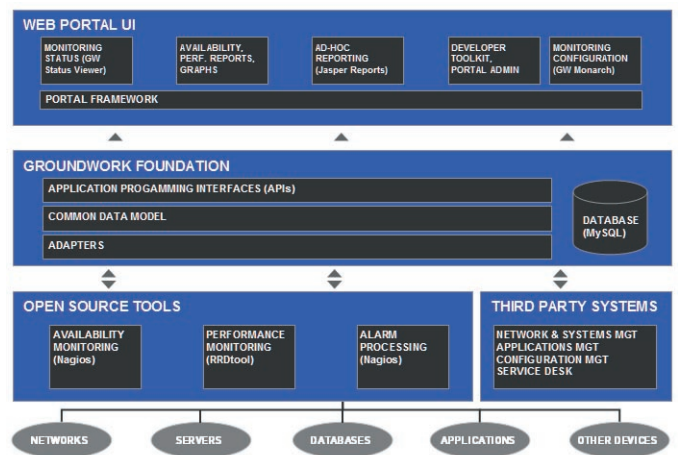 WEB PORTAL UI
MONITORING
STATUS (GW
Status Viewer)
AVAILABILITY,
PERF. REPORTS,
GRAPHS
AD-HOC
REPORTING
(Jasper Reports)
DEVELOPER
TOOLKIT,
PORTAL ADMIN
MONITORING
CONFIGURATION
(GW Monarch)
PORTAL FRAMEWORK
GROUNDWORK FOUNDATION
APPLICATION PROGAMMING INTERFACES (APIs)
COMMON DATA MODEL
ADAPTERS
DATABASE
(MySQL)
OPEN SOURCE TOOLS
AVAILABILITY
MONITORING
(Nagios)
PERFORMANCE
MONITORING
(RRDtool)
ALARM
PROCESSING
(Nagios)
THIRD PARTY SYSTEMS
NETWORK & SYSTEMS MGT
APPLICATIONS MGT
CONFIGURATION MGT
SERVICE DESK
NETWORKS
SERVERS
DATABASES
APPLICATIONS
OTHER DEVICES